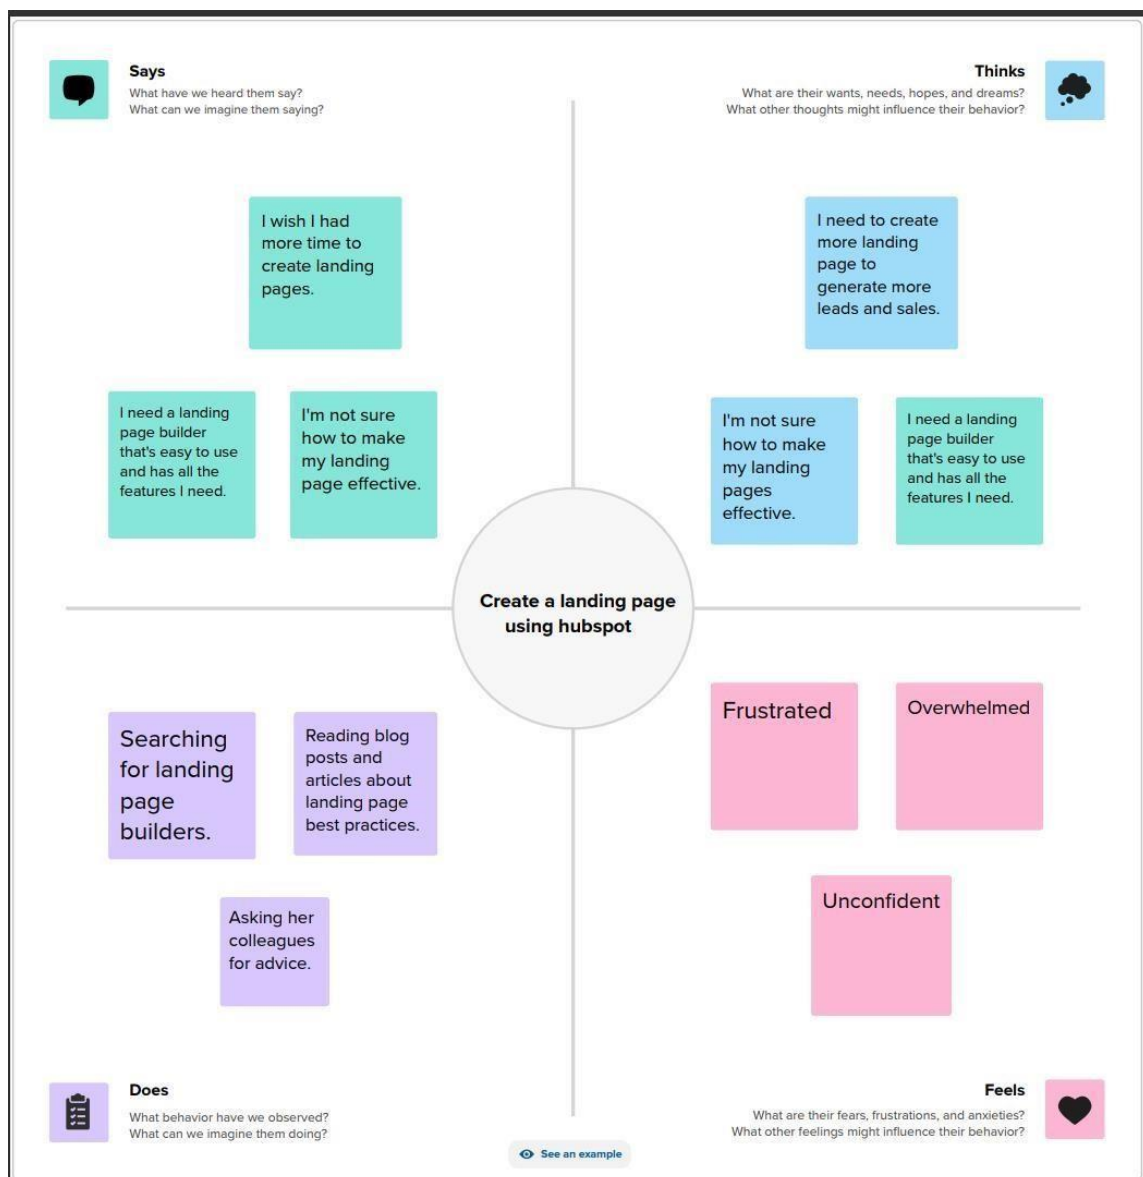 Says
What have we heard them say?
What can we imagine them saying?
Thinks
What are their wants, needs, hopes, and dreams?
What other thoughts might influence their behavior?
I wish I had
more time to
create landing
pages.
I need a landing
page builder
that's easy to use
and has all the
features I need.
I'm not sure
how to make
my landing
page effective.
I need to create
more landing
page to
generate more
leads and sales.
I'm not sure
how to make
my landing
pages
effective.
I need a landing
page builder
that's easy to use
and has all the
features I need.
Create a landing page
using hubspot
Searching
for landing
page
builders.
Reading blog
posts and
articles about
landing page
best practices.
Asking her
colleagues
for advice.
Frustrated
Overwhelmed
Unconfident
Does
What behavior have we observed?
What can we imagine them doing?
Feels
What are their fears, frustrations, and anxieties?
What other feelings might influence their behavior?
See an example